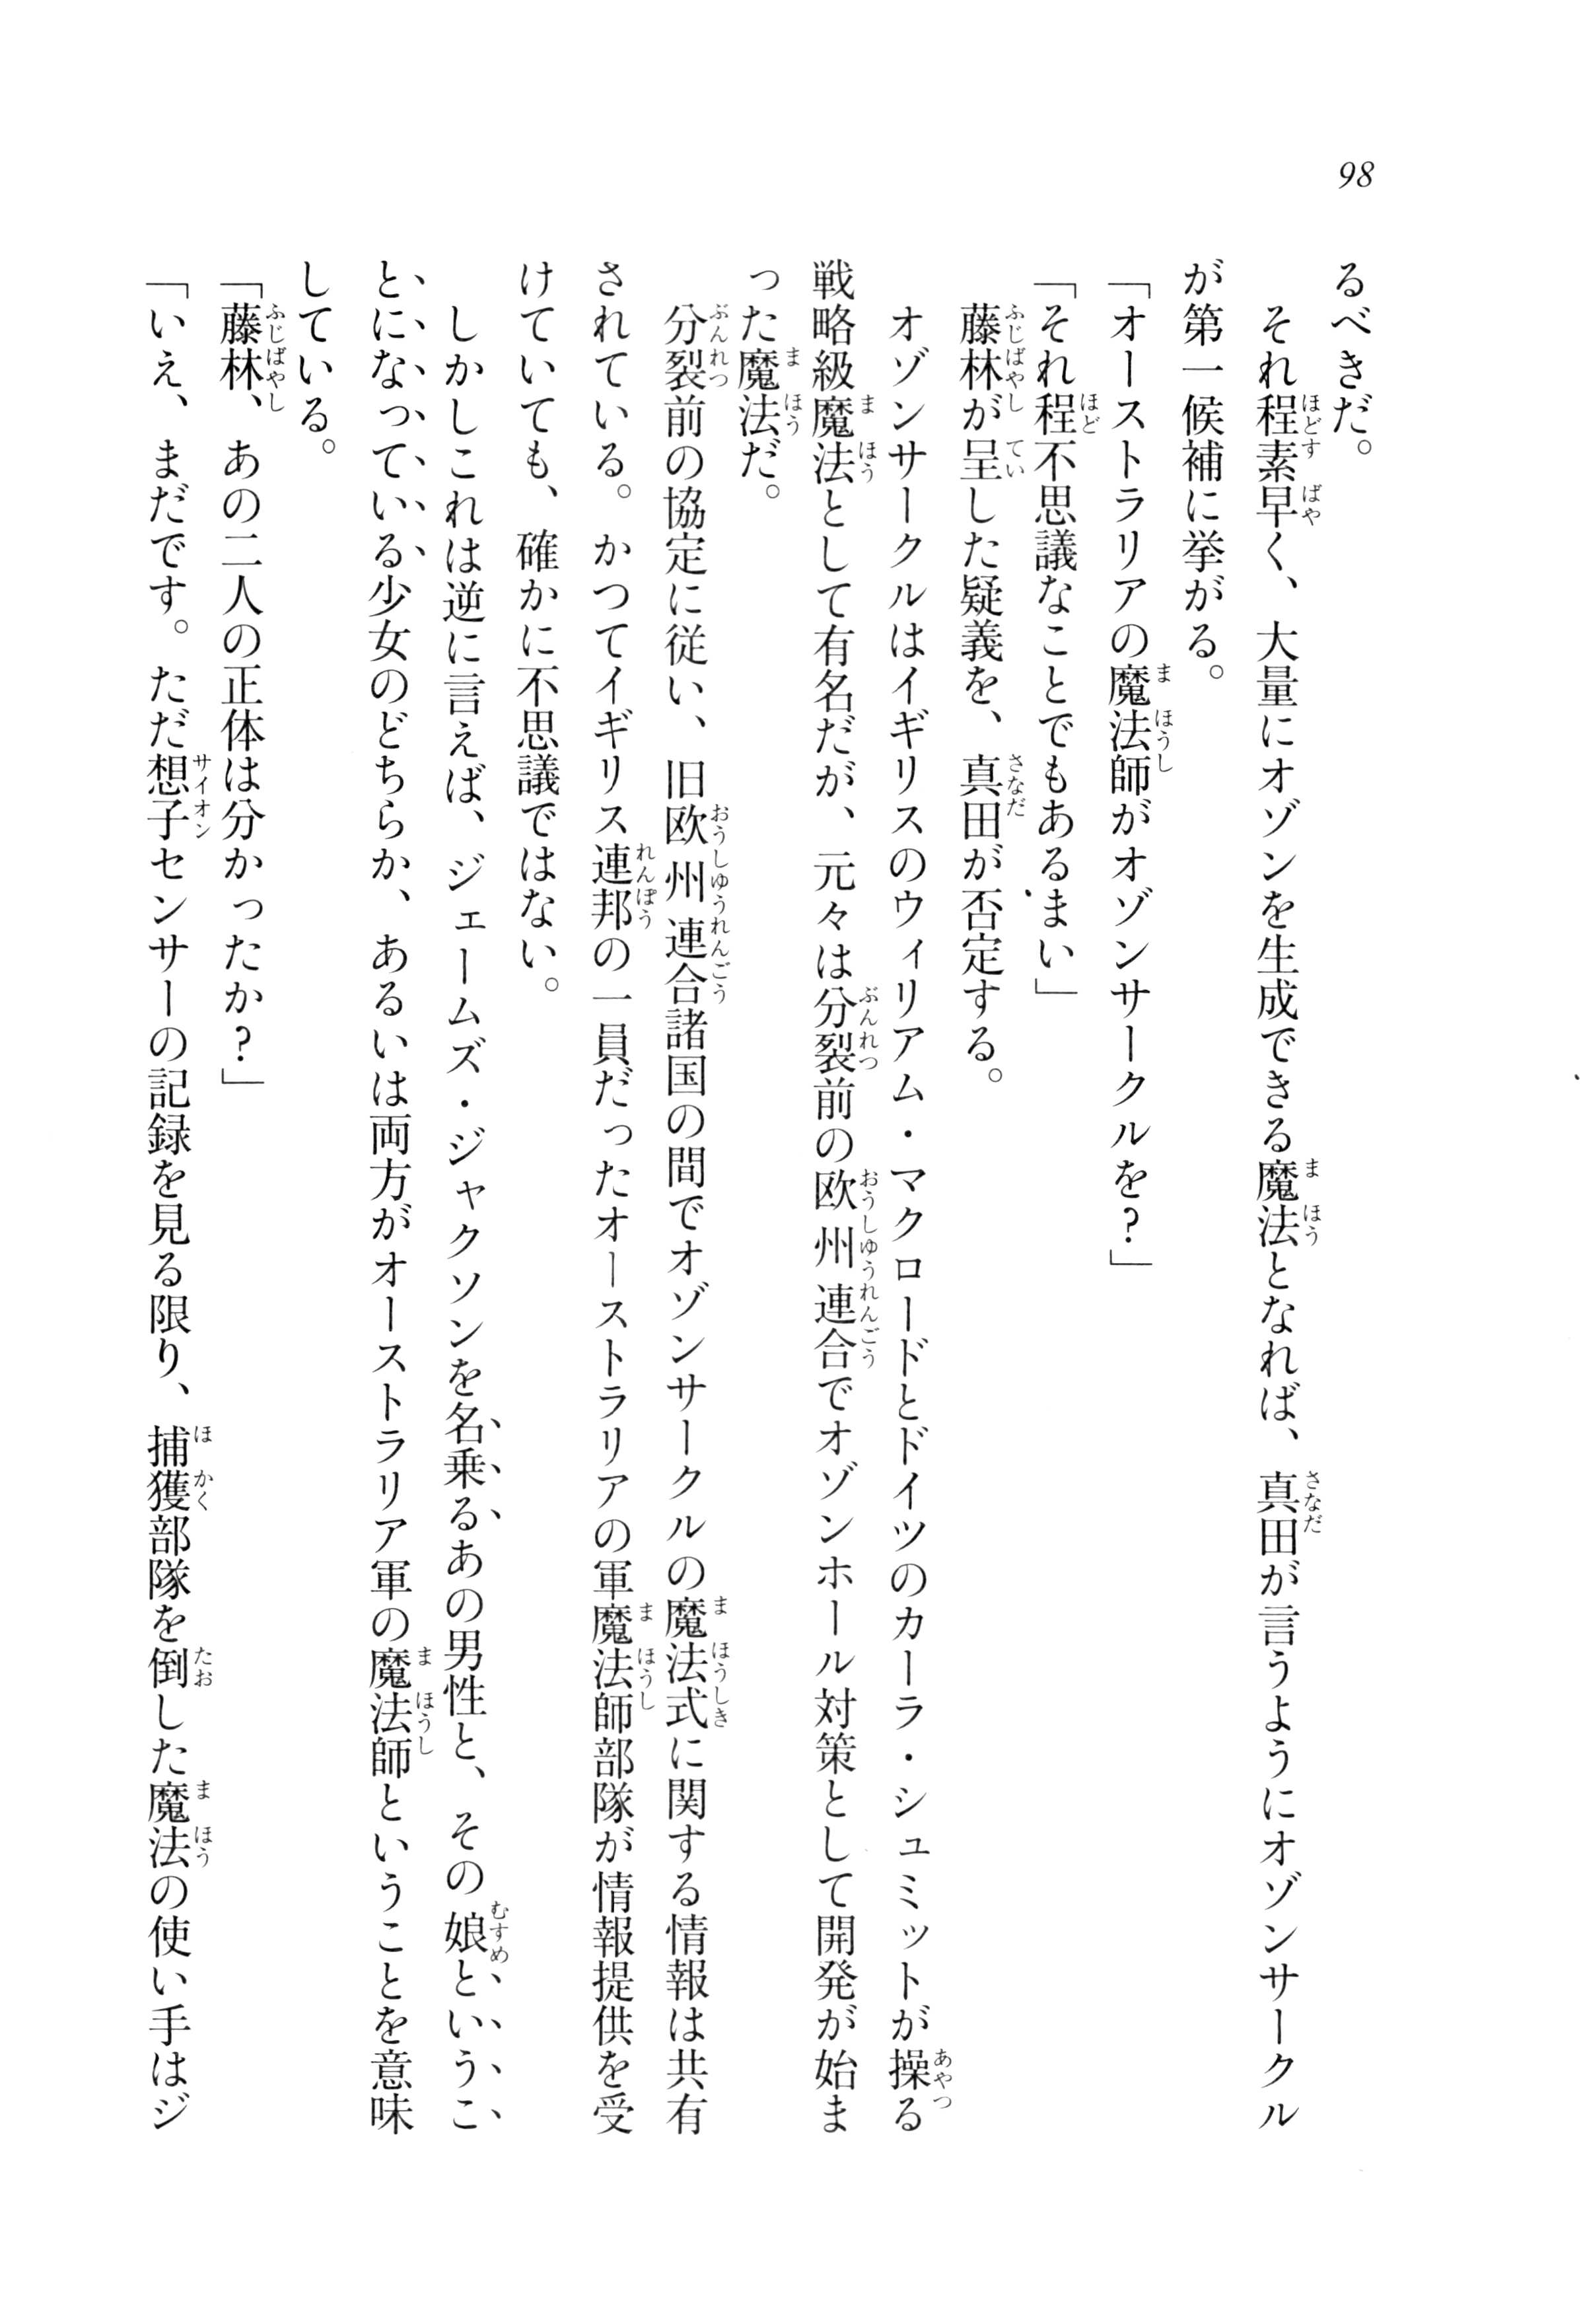 98
るべきだ。
それ程素早く、大量にオゾンを生成できる魔法となれば、真田が言うようにオゾンサークル
が第一候補に挙がる。
「オーストラリアの魔法師がオゾンサークルを？」
「それ程不思議なことでもあるまい」
藤林が呈した疑義を、真田が否定する。
オゾンサークルはイギリスのウィリアム・マクロードとドイツのカーラ・シュミットが操る
戦略級魔法として有名だが、元々は分裂前の欧州連合でオゾンホール対策として開発が始ま
った魔法だ。
分裂前の協定に従い、旧欧州連合諸国の間でオゾンサークルの魔法式に関する情報は共有
されている。かつてイギリス連邦の一員だったオーストラリアの軍魔法師部隊が情報提供を受
けていても、確かに不思議ではない。
しかしこれは逆に言えば、ジェームズ・ジャクソンを名乗るあの男性と、その娘というこ
とになっている少女のどちらか、あるいは両方がオーストラリア軍の魔法師ということを意味
している。
「藤林、あの二人の正体は分かったか？」
「いえ、まだです。ただ想子センサーの記録を見る限り、捕獲部隊を倒した魔法の使い手はジ